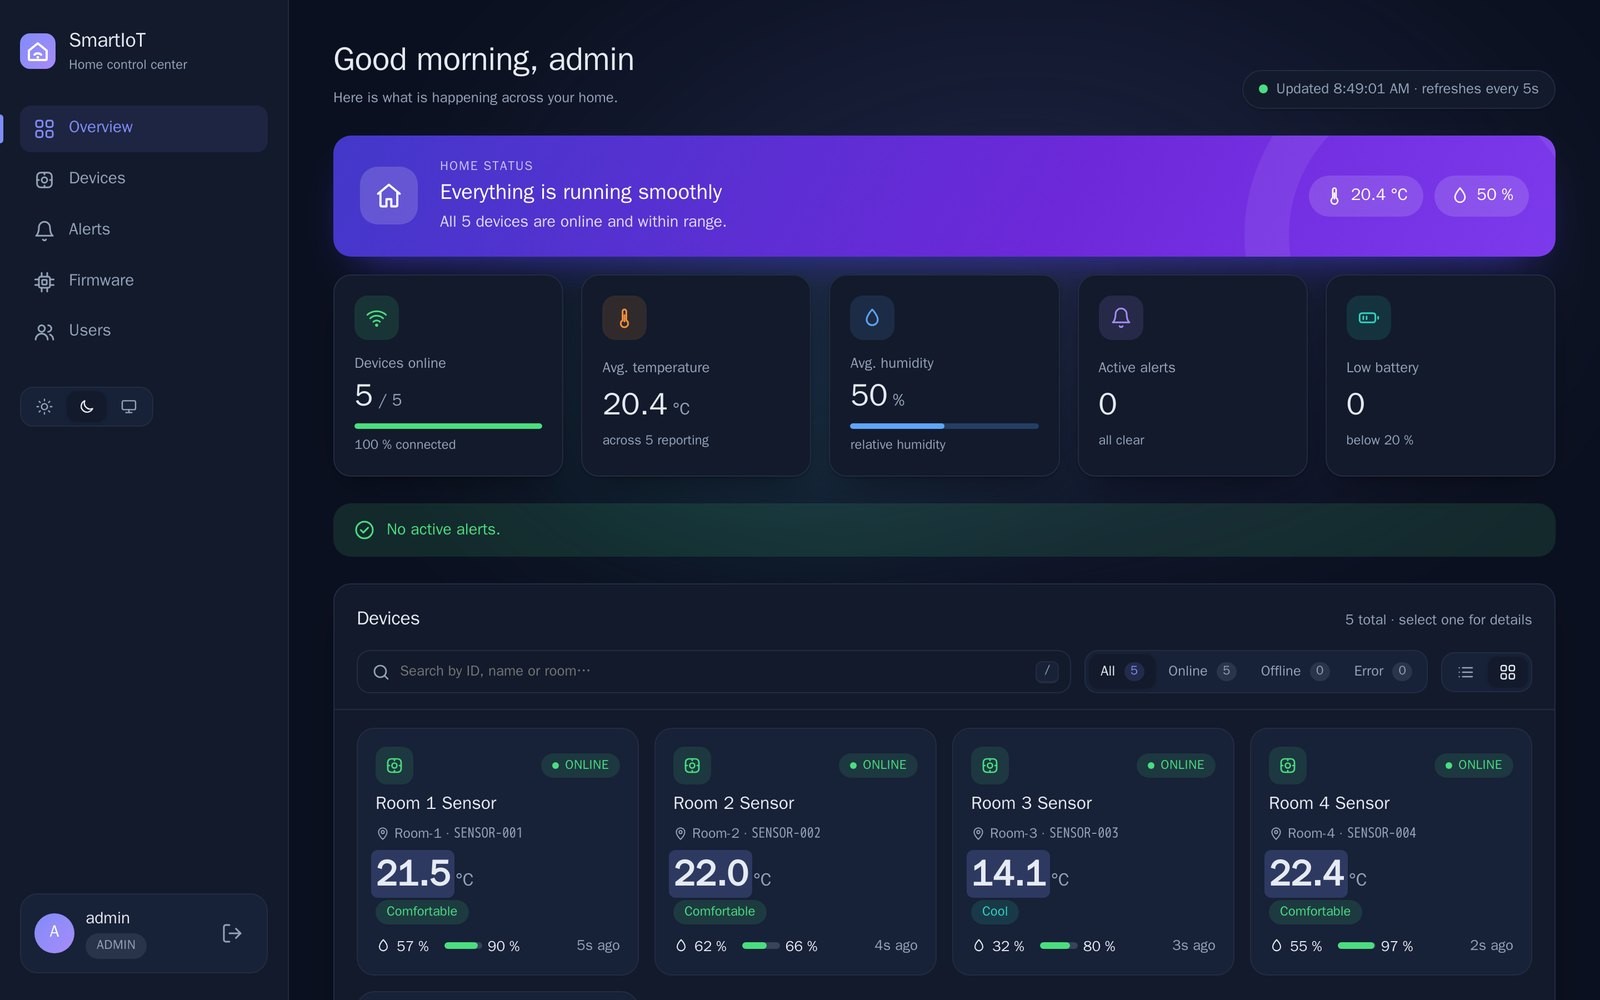 SmartIoT
Home control center
Overview
Devices
Alerts
Firmware
Users
A
admin
ADMIN
Good morning, admin
Here is what is happening across your home.
Updated 8:49:01 AM · refreshes every 5s
HOME STATUS
Everything is running smoothly
All 5 devices are online and within range.
20.4 °C
50 %
Devices online
5 / 5
100 % connected
Avg. temperature
20.4 °C
across 5 reporting
Avg. humidity
50 %
relative humidity
Active alerts
0
all clear
Low battery
0
below 20 %
No active alerts.
Devices
5 total · select one for details
Search by ID, name or room…
/
All 5
Online 5
Offline 0
Error 0
ONLINE
Room 1 Sensor
Room-1 · SENSOR-001
21.5 °C
Comfortable
57 % 90 % 5s ago
ONLINE
Room 2 Sensor
Room-2 · SENSOR-002
22.0 °C
Comfortable
62 % 66 % 4s ago
ONLINE
Room 3 Sensor
Room-3 · SENSOR-003
14.1 °C
Cool
32 % 80 % 3s ago
ONLINE
Room 4 Sensor
Room-4 · SENSOR-004
22.4 °C
Comfortable
55 % 97 % 2s ago